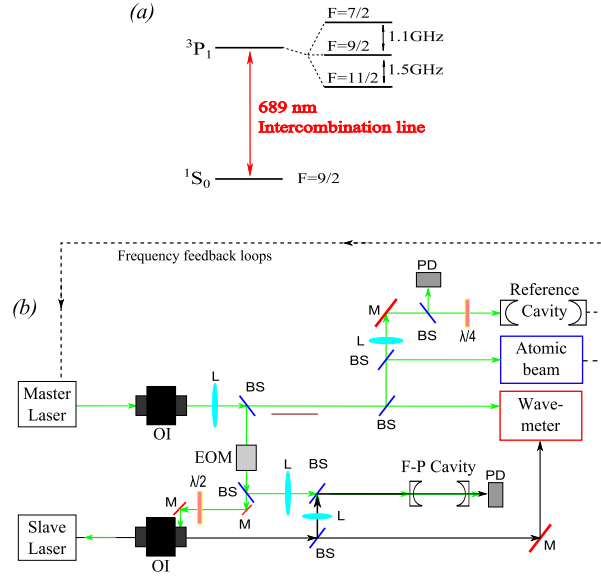 (a)
F=7/2
1.1GHz
³P₁
F=9/2
1.5GHz
F=11/2
689 nm
Intercombination line
¹S₀
F=9/2
Frequency feedback loops
(b)
PD
Reference
Cavity
M
BS
λ/4
L
BS
Atomic
beam
Master
Laser
L
BS
OI
BS
Wave-
meter
EOM
L
BS
F-P Cavity
PD
λ/2
BS
M
M
L
Slave
Laser
OI
BS
M